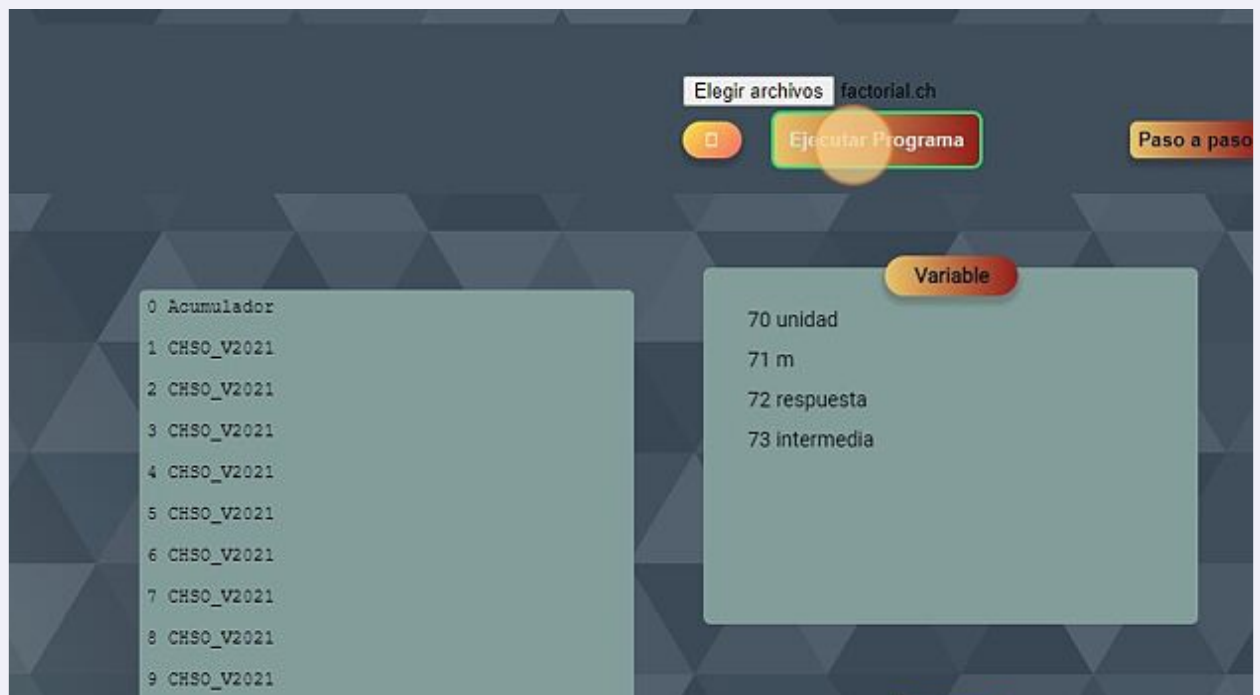 Elegir archivos factorial.ch
Ejecutar Programa
Paso a paso
0 Acumulador
1 CHSO_V2021
2 CHSO_V2021
3 CHSO_V2021
4 CHSO_V2021
5 CHSO_V2021
6 CHSO_V2021
7 CHSO_V2021
8 CHSO_V2021
9 CHSO_V2021
Variable
70 unidad
71 m
72 respuesta
73 intermedia